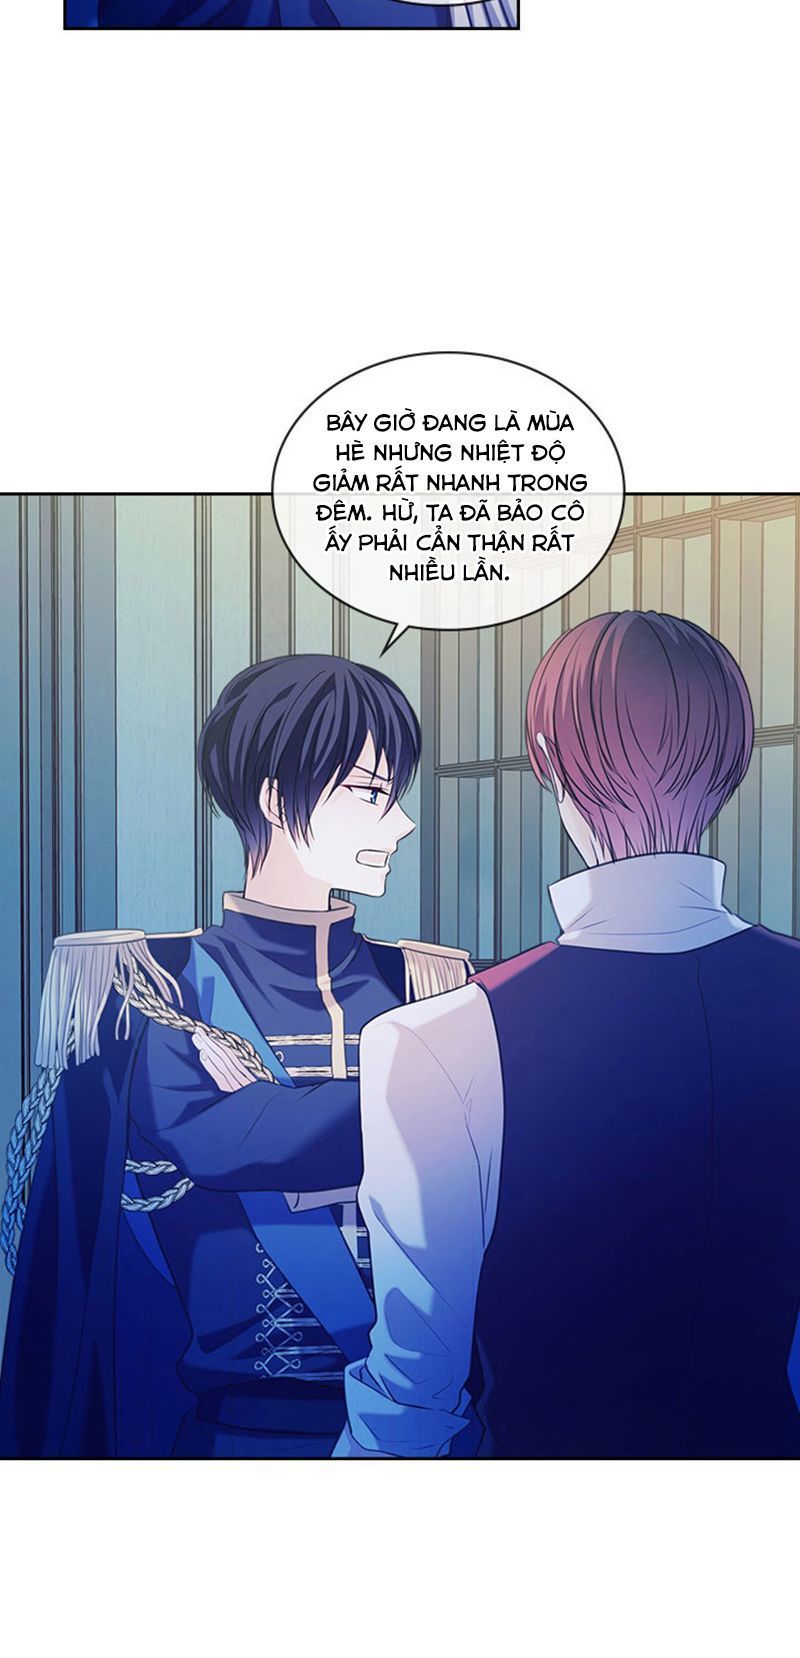 BÂY GIỜ ĐANG LÀ MÙA
HÈ NHƯNG NHIỆT ĐỘ
GIẢM RẤT NHANH TRONG
ĐÊM. HỪ, TA ĐÃ BẢO CÔ
ẤY PHẢI CẨN THẬN RẤT
NHIỀU LẦN.